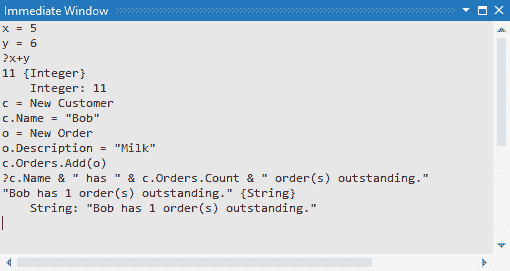 Immediate Window
x = 5
y = 6
?x+y
11 {Integer}
    Integer: 11
c = New Customer
c.Name = "Bob"
o = New Order
o.Description = "Milk"
c.Orders.Add(o)
?c.Name & " has " & c.Orders.Count & " order(s) outstanding."
"Bob has 1 order(s) outstanding." {String}
    String: "Bob has 1 order(s) outstanding."